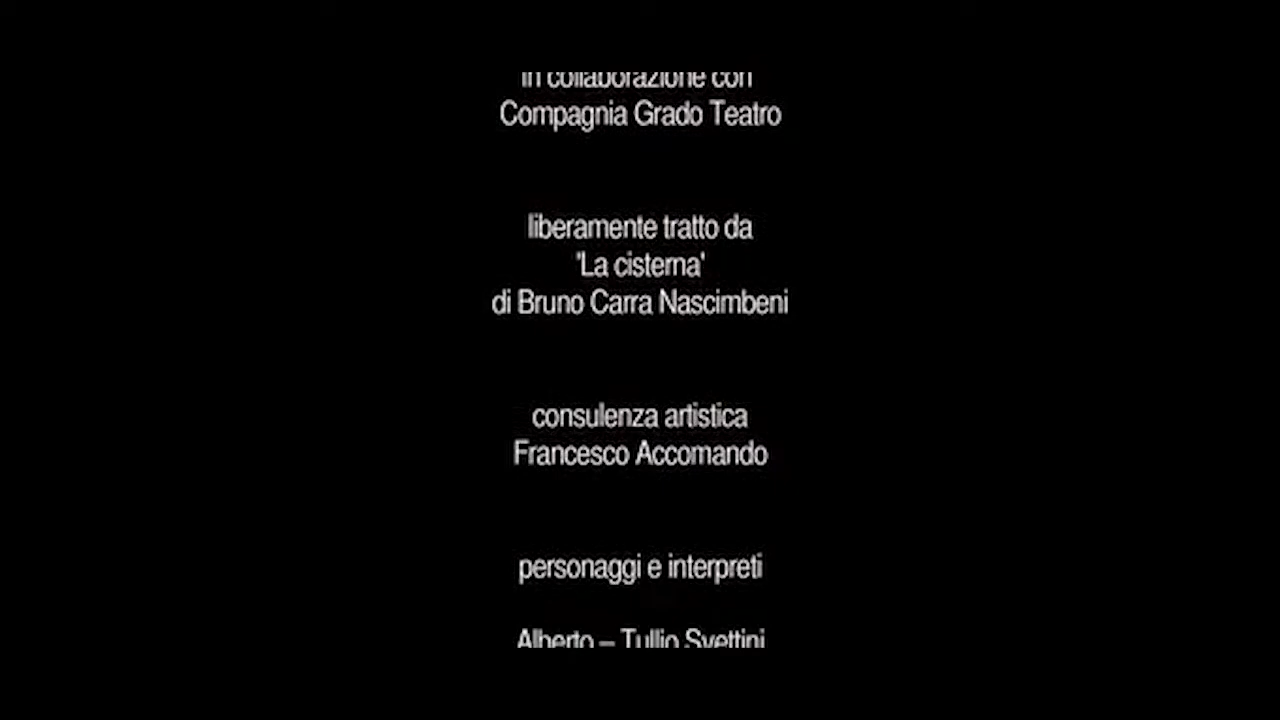 in collaborazione con
Compagnia Grado Teatro
liberamente tratto da
'La cisterna'
di Bruno Carra Nascimbeni
consulenza artistica
Francesco Accomando
personaggi e interpreti
Alberto – Tullio Svettini